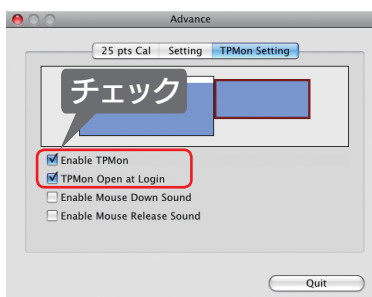 Advance
25 pts Cal Setting TPMon Setting
チェック
Enable TPMon
TPMon Open at Login
Enable Mouse Down Sound
Enable Mouse Release Sound
Quit